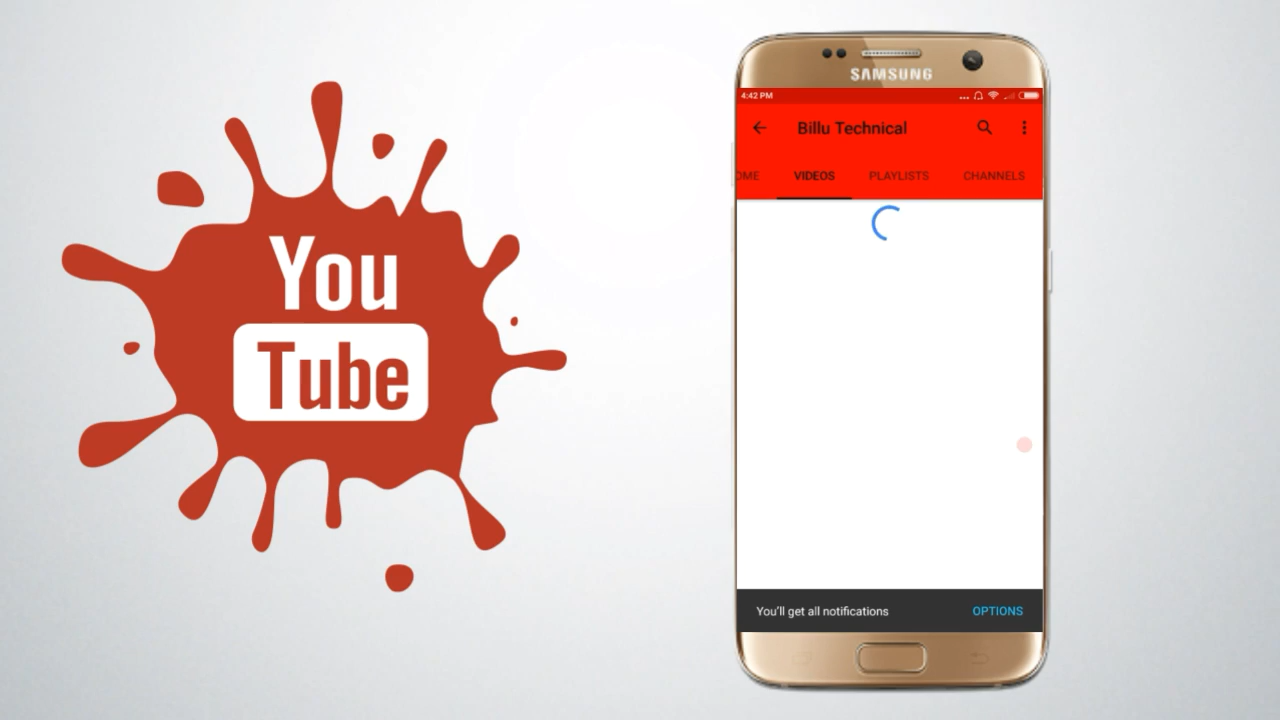 You
Tube
SAMSUNG
4:42 PM
Billu Technical
OME VIDEOS PLAYLISTS CHANNELS
You'll get all notifications OPTIONS